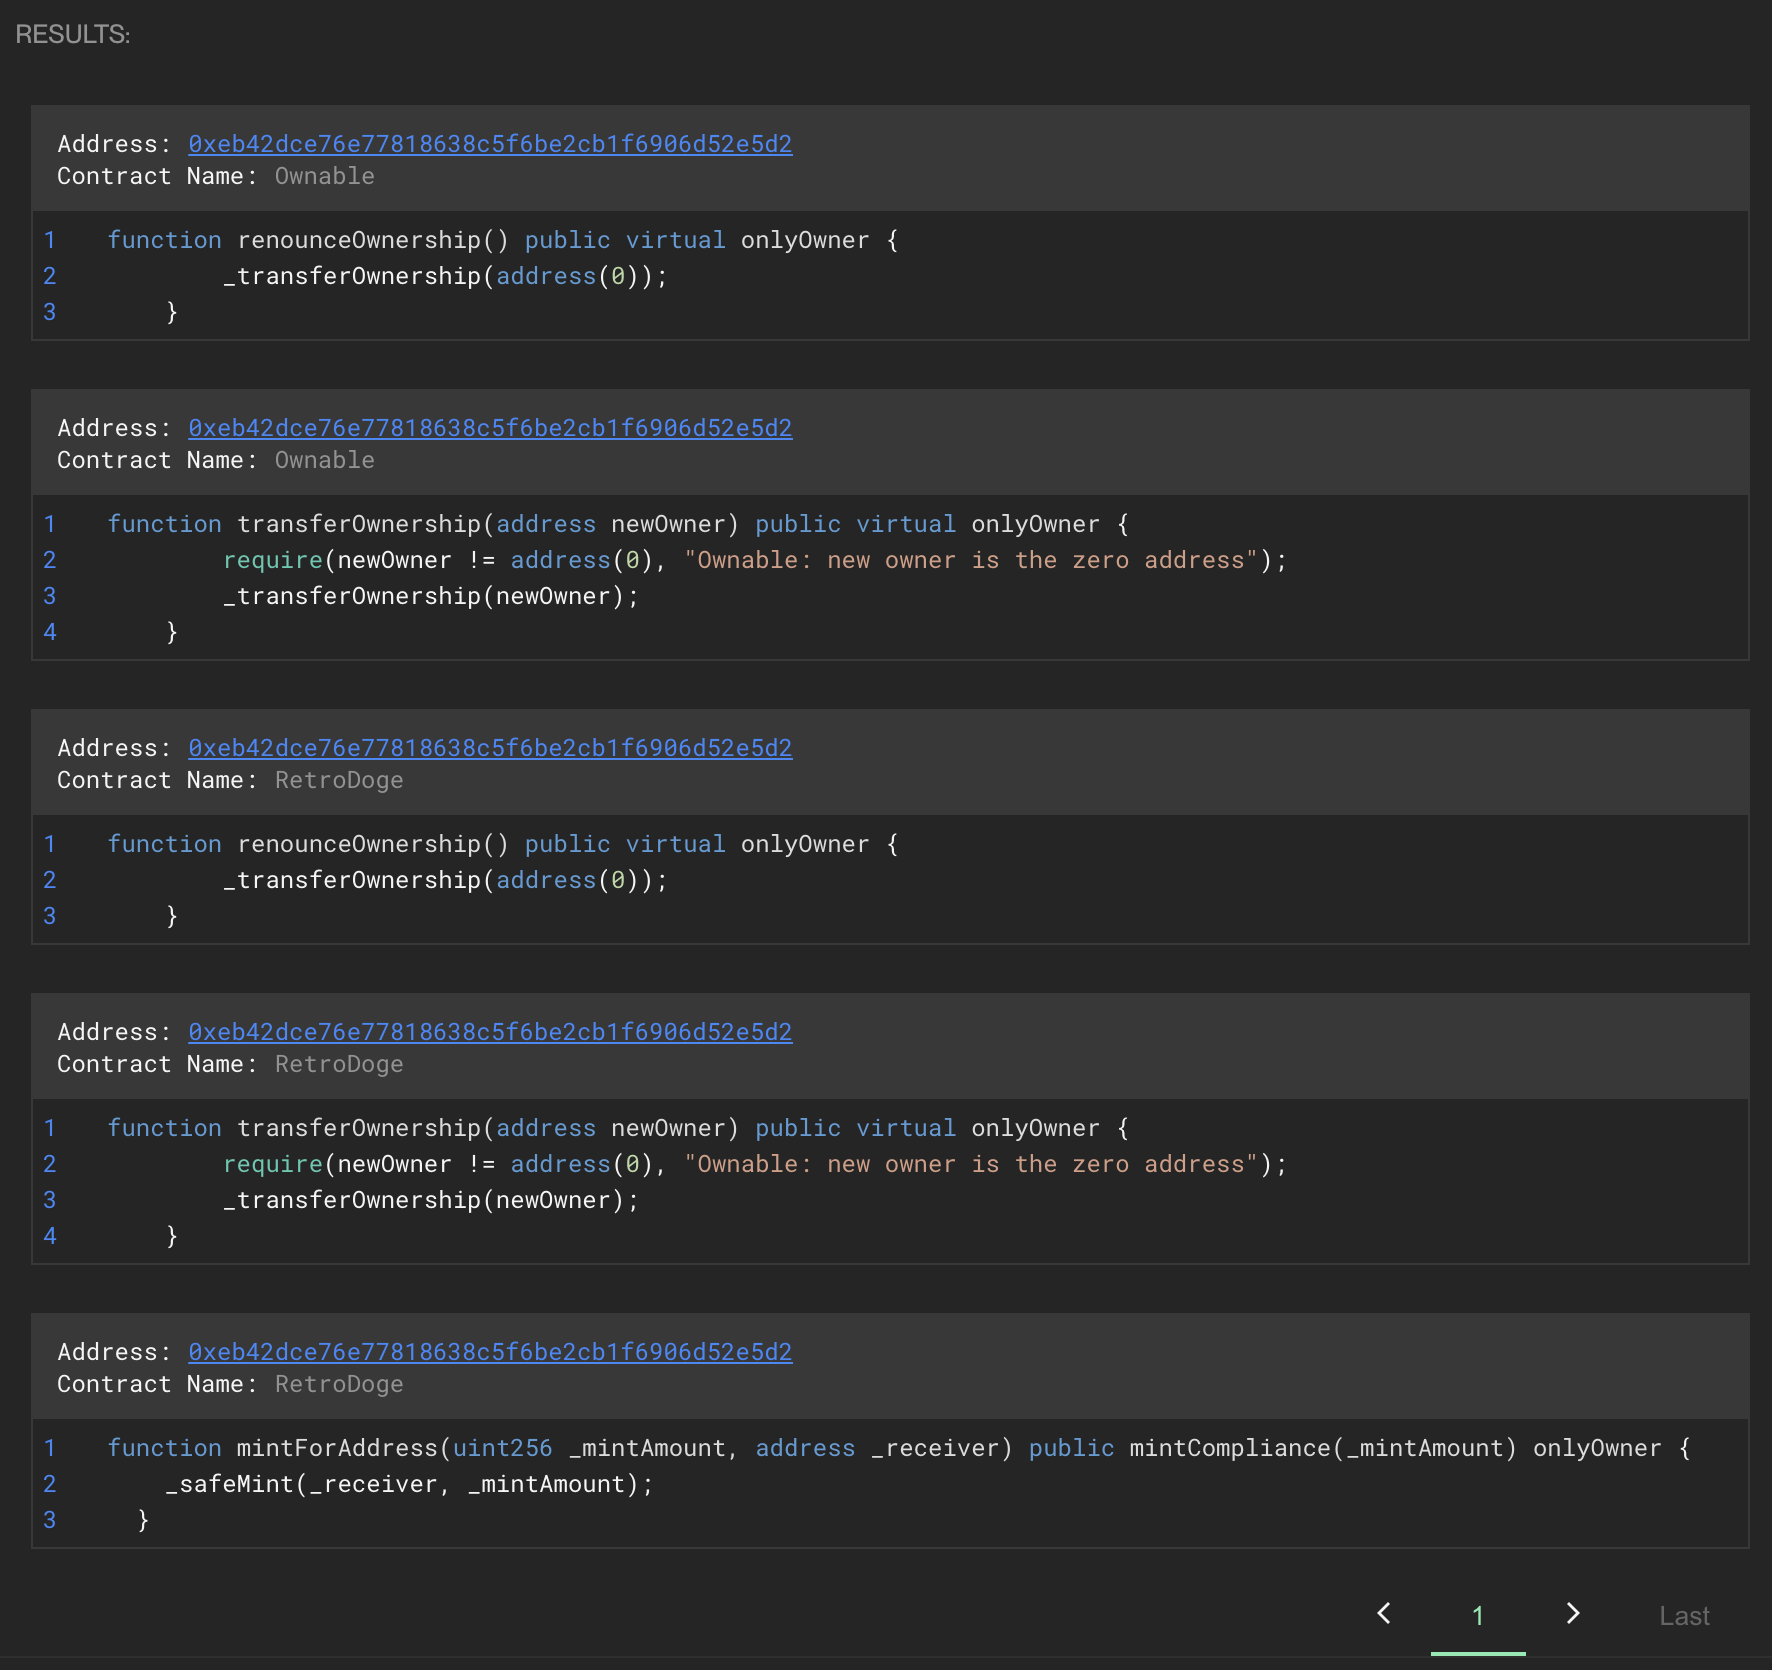 RESULTS:
Address: 0xeb42dce76e77818638c5f6be2cb1f6906d52e5d2
Contract Name: Ownable
1 function renounceOwnership() public virtual onlyOwner {
2 _transferOwnership(address(0));
3 }
Address: 0xeb42dce76e77818638c5f6be2cb1f6906d52e5d2
Contract Name: Ownable
1 function transferOwnership(address newOwner) public virtual onlyOwner {
2 require(newOwner != address(0), "Ownable: new owner is the zero address");
3 _transferOwnership(newOwner);
4 }
Address: 0xeb42dce76e77818638c5f6be2cb1f6906d52e5d2
Contract Name: RetroDoge
1 function renounceOwnership() public virtual onlyOwner {
2 _transferOwnership(address(0));
3 }
Address: 0xeb42dce76e77818638c5f6be2cb1f6906d52e5d2
Contract Name: RetroDoge
1 function transferOwnership(address newOwner) public virtual onlyOwner {
2 require(newOwner != address(0), "Ownable: new owner is the zero address");
3 _transferOwnership(newOwner);
4 }
Address: 0xeb42dce76e77818638c5f6be2cb1f6906d52e5d2
Contract Name: RetroDoge
1 function mintForAddress(uint256 _mintAmount, address _receiver) public mintCompliance(_mintAmount) onlyOwner {
2 _safeMint(_receiver, _mintAmount);
3 }
1 Last